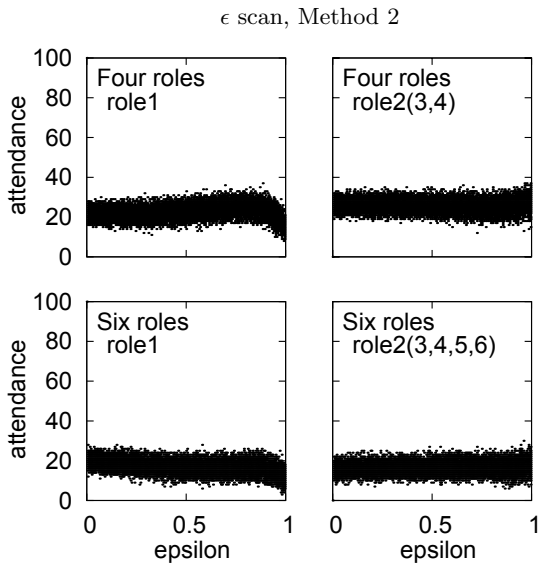 ϵ scan, Method 2
Four roles
role1
Four roles
role2(3,4)
attendance
100
80
60
40
20
0
Six roles
role1
Six roles
role2(3,4,5,6)
attendance
100
80
60
40
20
0
0 0.5 1
0 0.5 1
epsilon
epsilon